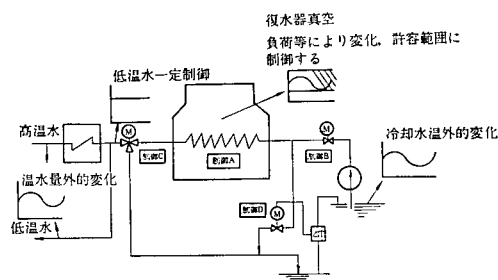 復水器真空
負荷等により変化，許容範囲に
制御する
低温水一定制御
高温水
M
M
冷却水温外的変化
制御C
制御A
制御B
温水量外的変化
制御D
M
低温水